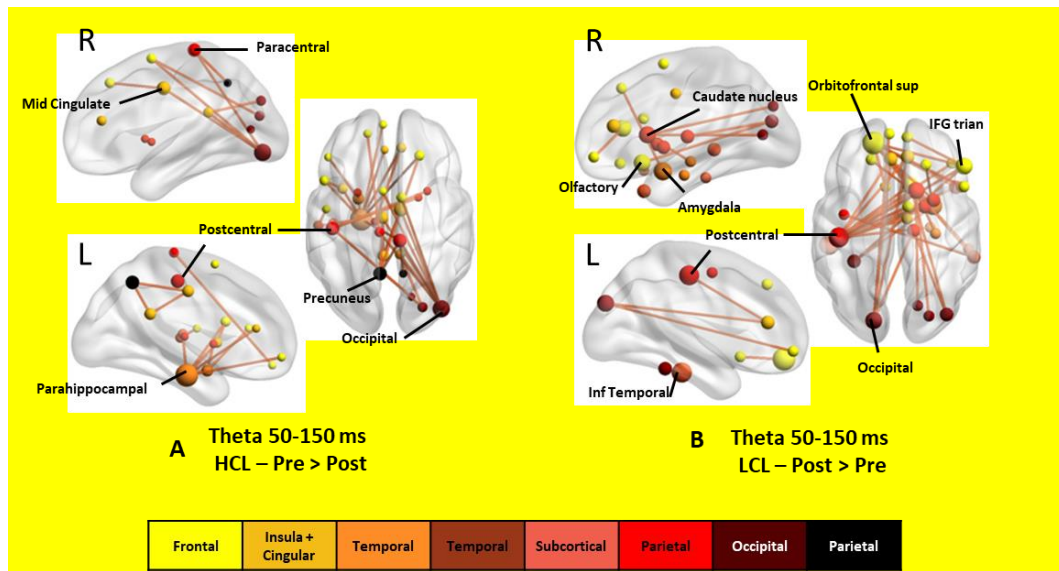 R
Paracentral
Mid Cingulate
L
Postcentral
Precuneus
Occipital
Parahippocampal
A
Theta 50-150 ms
HCL – Pre > Post
R
Caudate nucleus
Orbitofrontal sup
IFG trian
Olfactory
Amygdala
Postcentral
L
Inf Temporal
Occipital
B
Theta 50-150 ms
LCL – Post > Pre
Frontal
Insula +
Cingular
Temporal
Temporal
Subcortical
Parietal
Occipital
Parietal